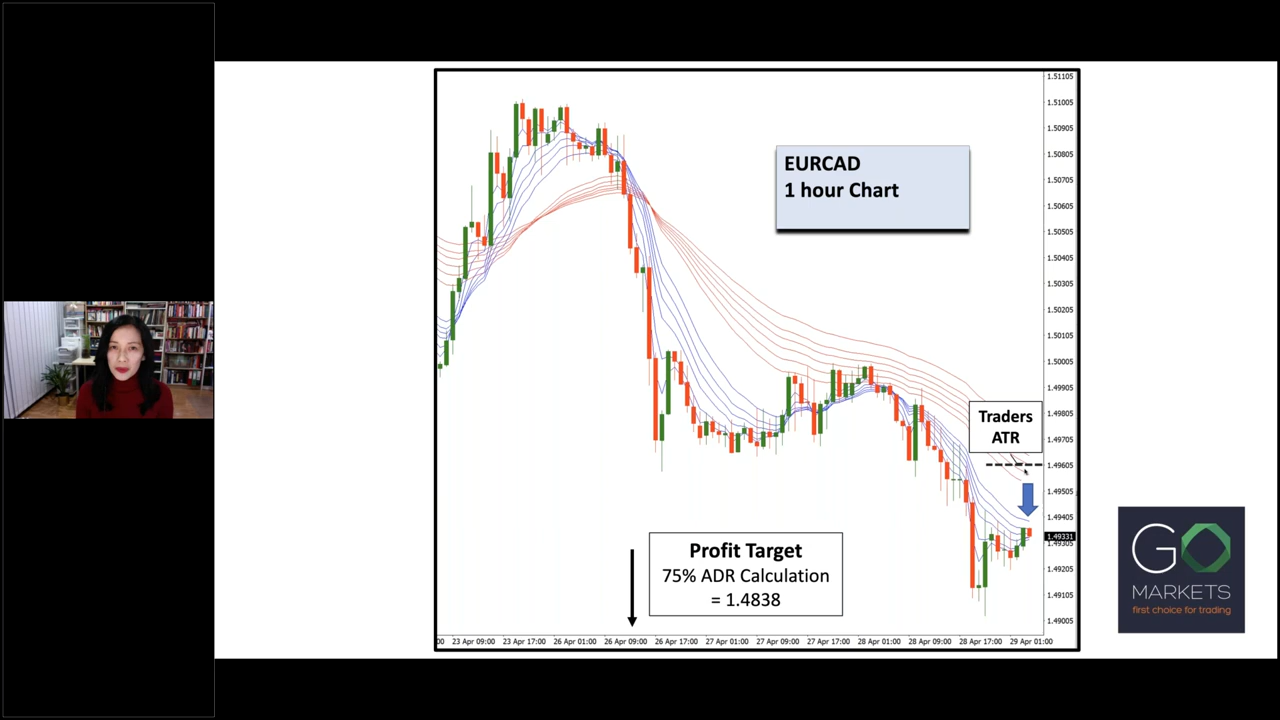 EURCAD
1 hour Chart
Traders
ATR
Profit Target
75% ADR Calculation
= 1.4838
1.51105
1.51005
1.50905
1.50805
1.50705
1.50605
1.50505
1.50405
1.50305
1.50205
1.50105
1.50005
1.49905
1.49805
1.49705
1.49605
1.49505
1.49405
1.49331
1.49305
1.49205
1.49105
1.49005
00 23 Apr 09:00 23 Apr 17:00 26 Apr 01:00 26 Apr 09:00 26 Apr 17:00 27 Apr 01:00 27 Apr 09:00 27 Apr 17:00 28 Apr 01:00 28 Apr 09:00 28 Apr 17:00 29 Apr 01:00
GO
MARKETS
first choice for trading